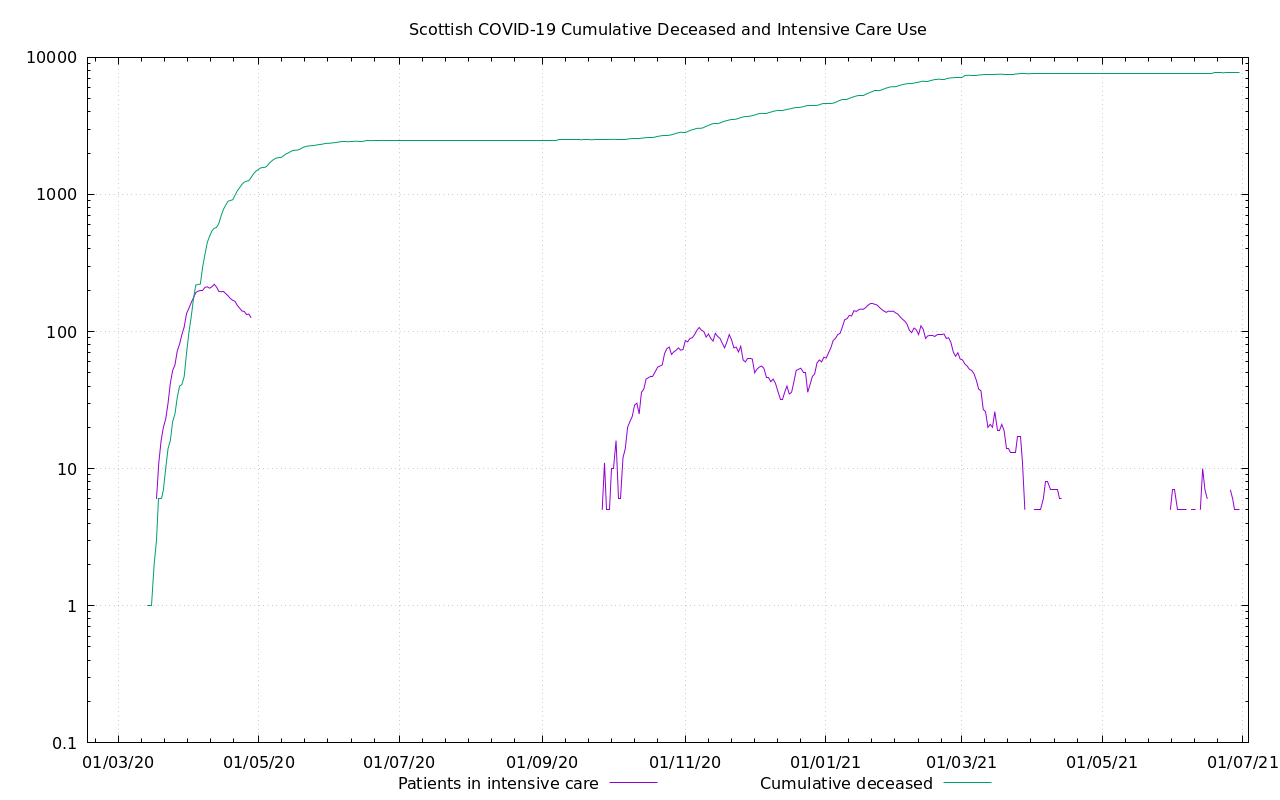 Scottish COVID-19 Cumulative Deceased and Intensive Care Use
10000
1000
100
10
1
0.1
01/03/20 01/05/20 01/07/20 01/09/20 01/11/20 01/01/21 01/03/21 01/05/21 01/07/21
Patients in intensive care Cumulative deceased